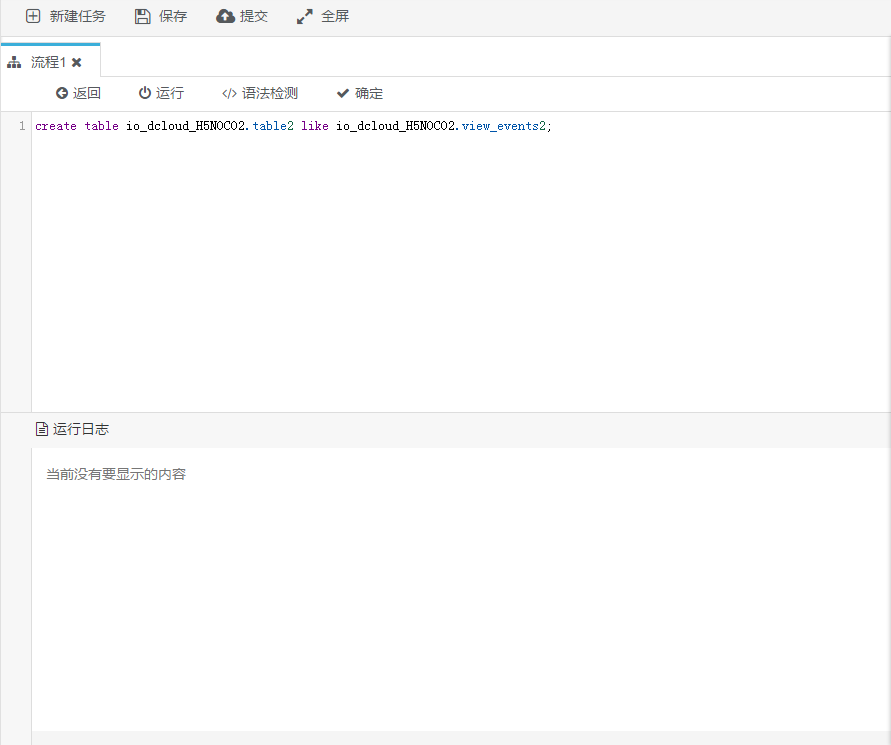 新建任务 保存 提交 全屏
流程1
返回 运行 </> 语法检测 确定
1 create table io_dcloud_H5NOCO2.table2 like io_dcloud_H5NOCO2.view_events2;
运行日志
当前没有要显示的内容